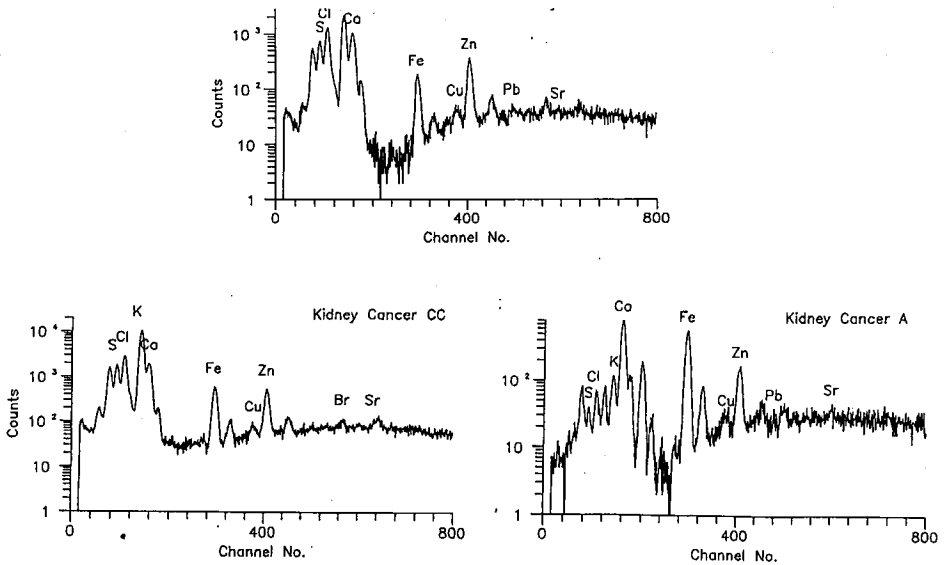 Cl
S
Ca
Fe
Zn
Cu
Pb
Sr
10³
10²
10
1
Counts
0
400
800
Channel No.
Kidney Cancer CC
K
Cl
S
Ca
Fe
Zn
Cu
Br
Sr
10⁴
10³
10²
10
1
Counts
0
400
800
Channel No.
Kidney Cancer A
Ca
Fe
K
Cl
S
Zn
Cu
Pb
Sr
10²
10
1
0
400
800
Channel No.